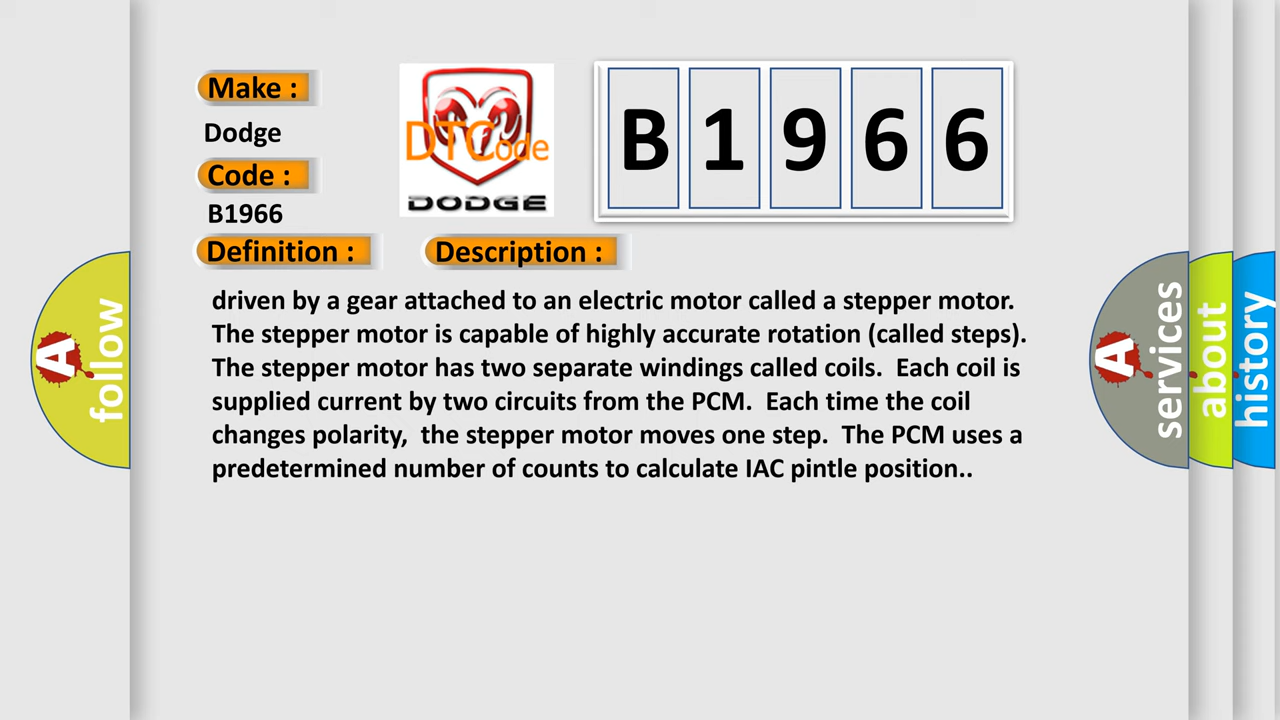 Make :
Dodge
Code :
B1966
Definition :
Description :
DTCode
DODGE
B1966
driven by a gear attached to an electric motor called a stepper motor.
The stepper motor is capable of highly accurate rotation (called steps).
The stepper motor has two separate windings called coils. Each coil is
supplied current by two circuits from the PCM. Each time the coil
changes polarity, the stepper motor moves one step. The PCM uses a
predetermined number of counts to calculate IAC pintle position..
A follow
A services
about
history